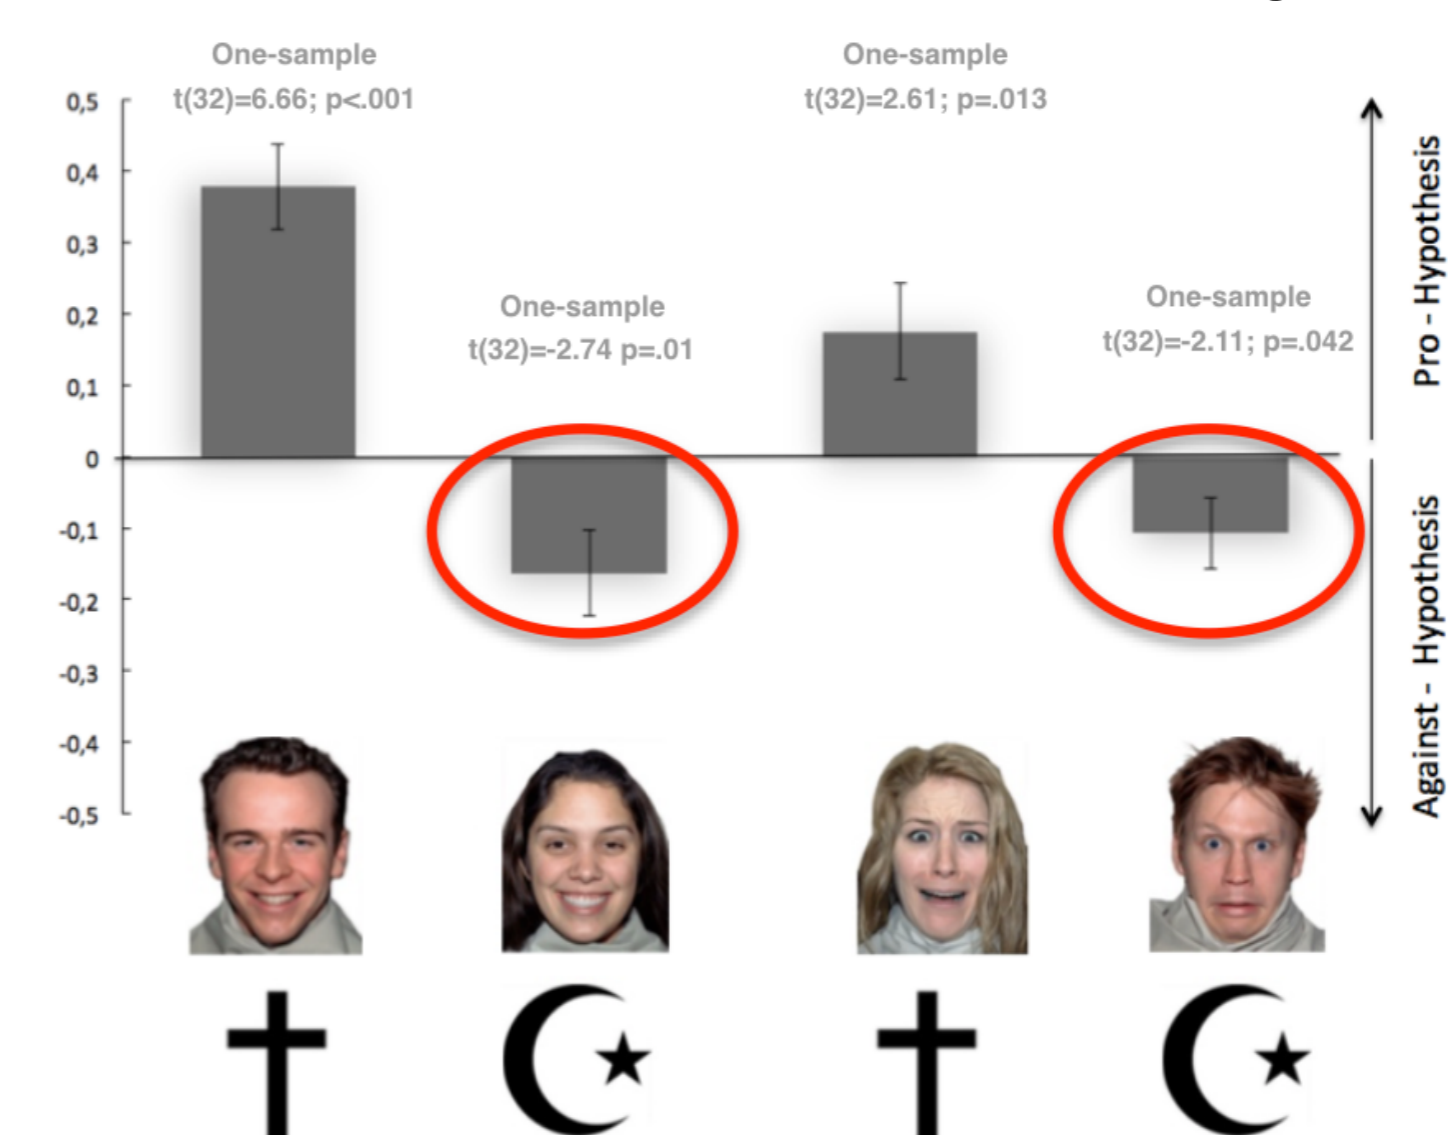 One-sample
t(32)=6.66; p<.001
One-sample
t(32)=2.61; p=.013
One-sample
t(32)=-2.74 p=.01
One-sample
t(32)=-2.11; p=.042
0,5
0,4
0,3
0,2
0,1
0
-0,1
-0,2
-0,3
-0,4
-0,5
Pro - Hypothesis
Against - Hypothesis